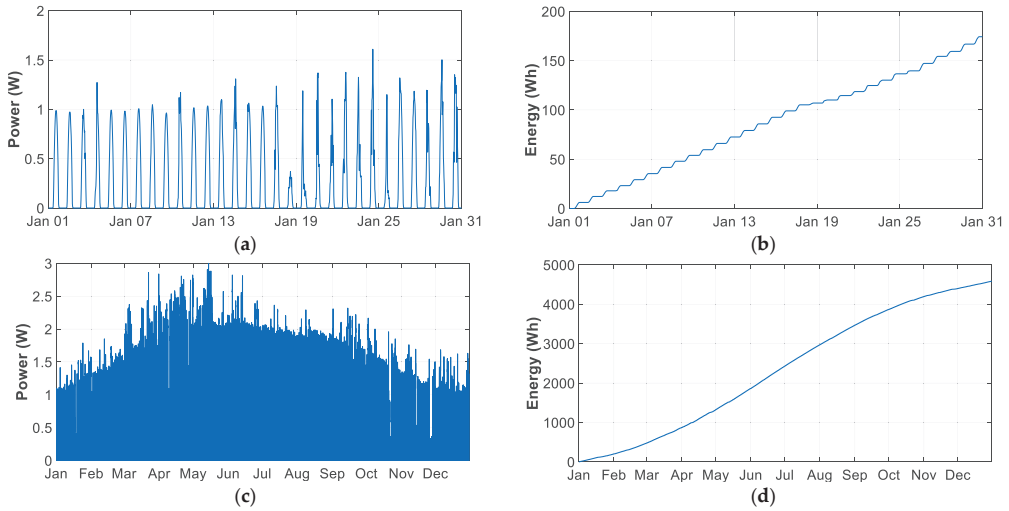 2
1.5
1
0.5
0
Power (W)
Jan 01 Jan 07 Jan 13 Jan 19 Jan 25 Jan 31
(a)
200
150
100
50
0
Energy (Wh)
Jan 01 Jan 07 Jan 13 Jan 19 Jan 25 Jan 31
(b)
3
2.5
2
1.5
1
0.5
0
Power (W)
Jan Feb Mar Apr May Jun Jul Aug Sep Oct Nov Dec
(c)
5000
4000
3000
2000
1000
0
Energy (Wh)
Jan Feb Mar Apr May Jun Jul Aug Sep Oct Nov Dec
(d)